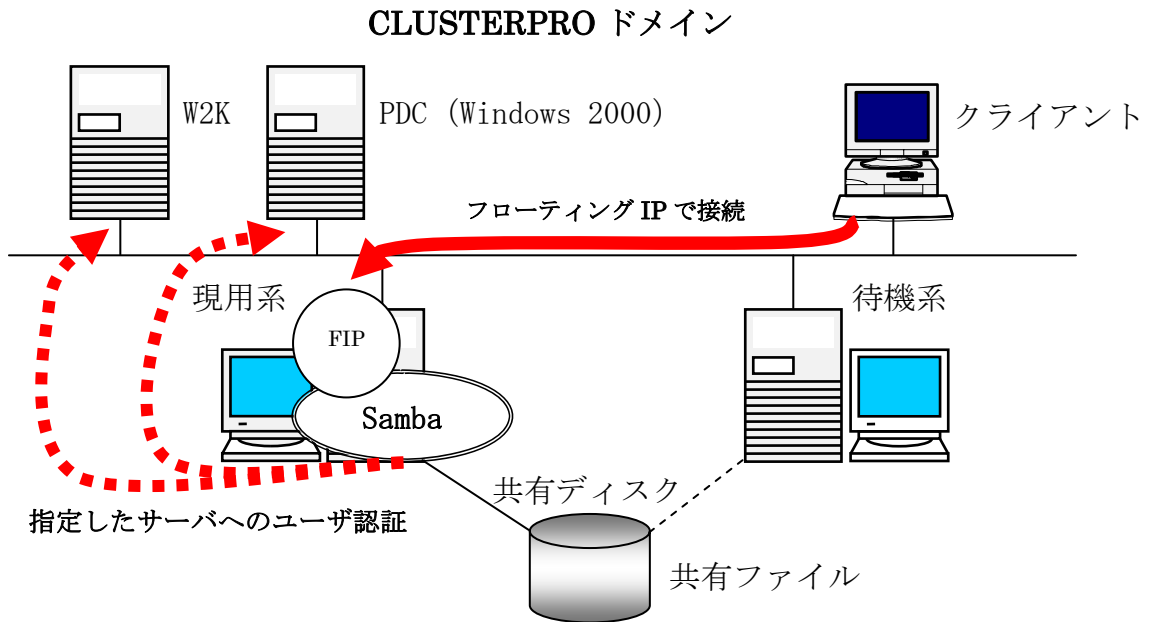 CLUSTERPRO ドメイン
W2K
PDC (Windows 2000)
クライアント
フローティング IP で接続
現用系
待機系
FIP
Samba
共有ディスク
指定したサーバへのユーザ認証
共有ファイル